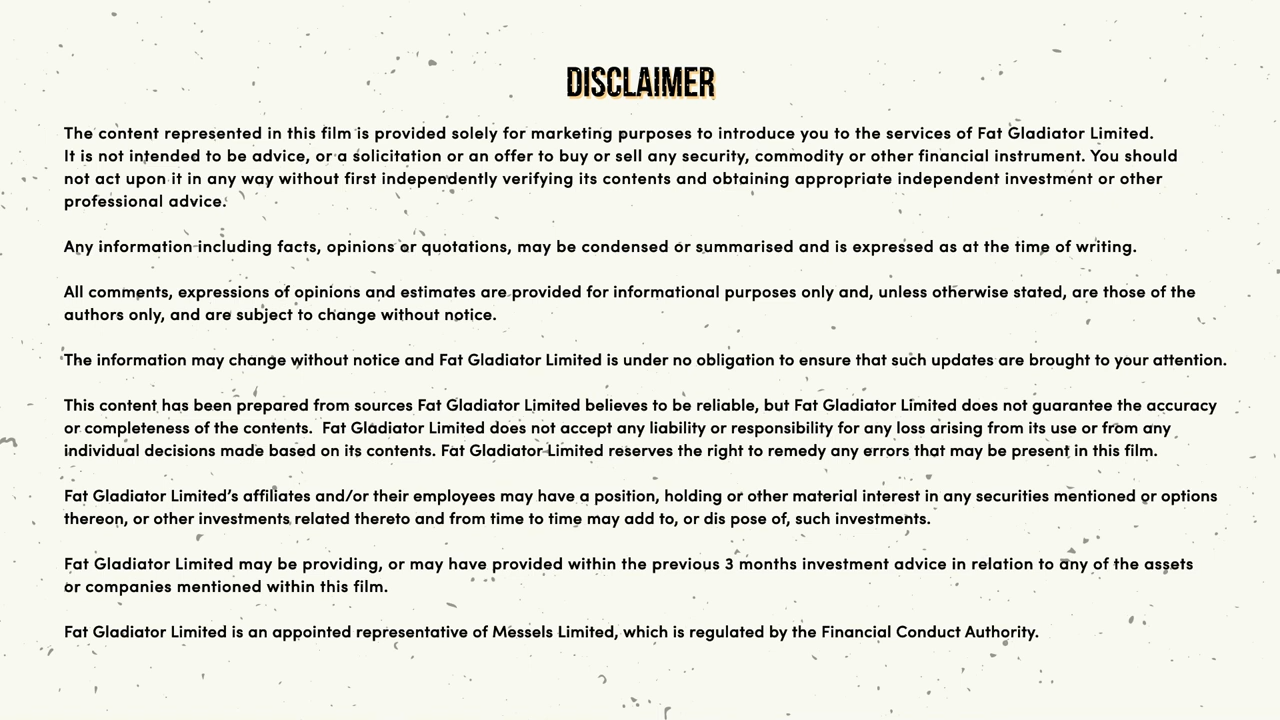 DISCLAIMER
The content represented in this film is provided solely for marketing purposes to introduce you to the services of Fat Gladiator Limited.
It is not intended to be advice, or a solicitation or an offer to buy or sell any security, commodity or other financial instrument. You should
not act upon it in any way without first independently verifying its contents and obtaining appropriate independent investment or other
professional advice.
Any information including facts, opinions or quotations, may be condensed or summarised and is expressed as at the time of writing.
All comments, expressions of opinions and estimates are provided for informational purposes only and, unless otherwise stated, are those of the
authors only, and are subject to change without notice.
The information may change without notice and Fat Gladiator Limited is under no obligation to ensure that such updates are brought to your attention.
This content has been prepared from sources Fat Gladiator Limited believes to be reliable, but Fat Gladiator Limited does not guarantee the accuracy
or completeness of the contents.  Fat Gladiator Limited does not accept any liability or responsibility for any loss arising from its use or from any
individual decisions made based on its contents. Fat Gladiator Limited reserves the right to remedy any errors that may be present in this film.
Fat Gladiator Limited's affiliates and/or their employees may have a position, holding or other material interest in any securities mentioned or options
thereon, or other investments related thereto and from time to time may add to, or dis pose of, such investments.
Fat Gladiator Limited may be providing, or may have provided within the previous 3 months investment advice in relation to any of the assets
or companies mentioned within this film.
Fat Gladiator Limited is an appointed representative of Messels Limited, which is regulated by the Financial Conduct Authority.